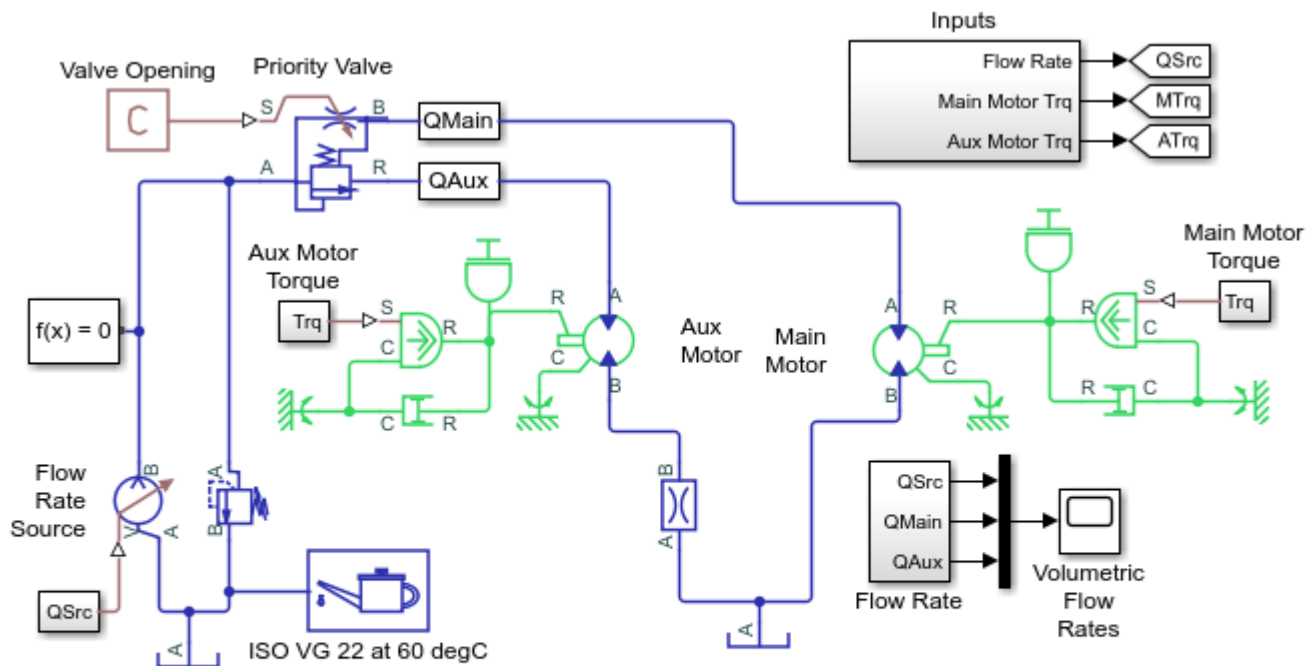 Inputs
Flow Rate
QSrc
Main Motor Trq
MTrq
Aux Motor Trq
ATrq
Valve Opening
Priority Valve
C
S
B
QMain
A
R
QAux
Aux Motor
Torque
Trq
S
R
C
C
R
R
C
A
B
Aux
Motor
Main
Motor
A
B
R
C
R
S
C
R
C
Main Motor
Torque
Trq
f(x) = 0
Flow
Rate
Source
B
V
A
QSrc
A
B
A
ISO VG 22 at 60 degC
B
A
A
QSrc
QMain
QAux
Flow Rate
Volumetric
Flow
Rates